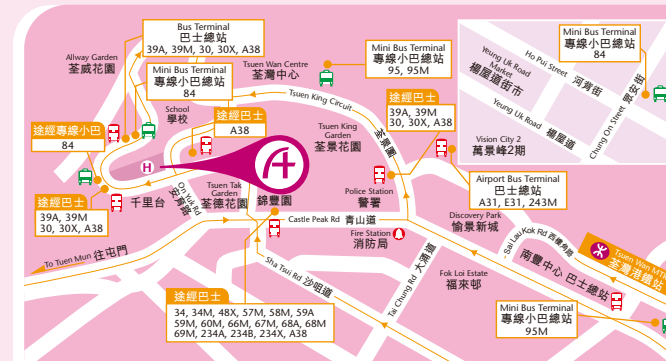 Bus Terminal
巴士總站
39A, 39M, 30, 30X, A38
Allway Garden
荃威花園
Mini Bus Terminal
專線小巴總站
84
School
學校
途經專線小巴
84
途經巴士
39A, 39M
30, 30X, A38
途經巴士
A38
H
千里台
On Yuk Rd
安育路
Tsuen Tak
Garden
荃德花園
錦豐園
To Tuen Mun 往屯門
Tsuen Wan Centre
荃灣中心
Mini Bus Terminal
專線小巴總站
95, 95M
Tsuen King Circuit
荃景圍
Tsuen King
Garden
荃景花園
途經巴士
39A, 39M
30, 30X, A38
Police Station
警署
Castle Peak Rd 青山道
Fire Station
消防局
Sha Tsui Rd 沙咀道
Tai Chung Rd 大涌道
途經巴士
34, 34M, 48X, 57M, 58M, 59A
59M, 60M, 66M, 67M, 68A, 68M
69M, 234A, 234B, 234X, A38
Fok Loi Estate
福來邨
Discovery Park
愉景新城
Airport Bus Terminal
巴士總站
A31, E31, 243M
Sai Lau Kok Rd 西樓角路
Tsuen Wan MTR
荃灣港鐵站
南豐中心 巴士總站
Mini Bus Terminal
專線小巴總站
95M
Yeung Uk Road
Market
楊屋道街市
Ho Pui Street 河背街
Mini Bus Terminal
專線小巴總站
84
Yeung Uk Road 楊屋道
Chung On Street 眾安街
Vision City 2
萬景峰2期